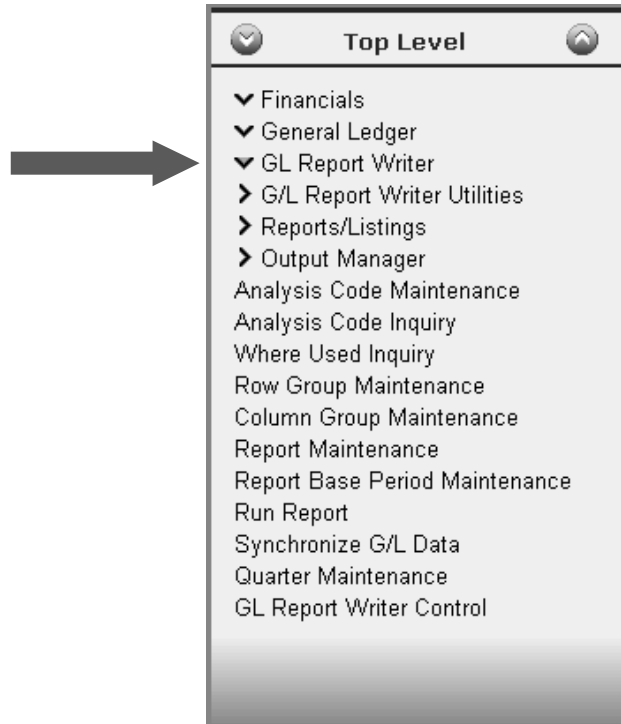 Top Level
Financials
General Ledger
GL Report Writer
G/L Report Writer Utilities
Reports/Listings
Output Manager
Analysis Code Maintenance
Analysis Code Inquiry
Where Used Inquiry
Row Group Maintenance
Column Group Maintenance
Report Maintenance
Report Base Period Maintenance
Run Report
Synchronize G/L Data
Quarter Maintenance
GL Report Writer Control